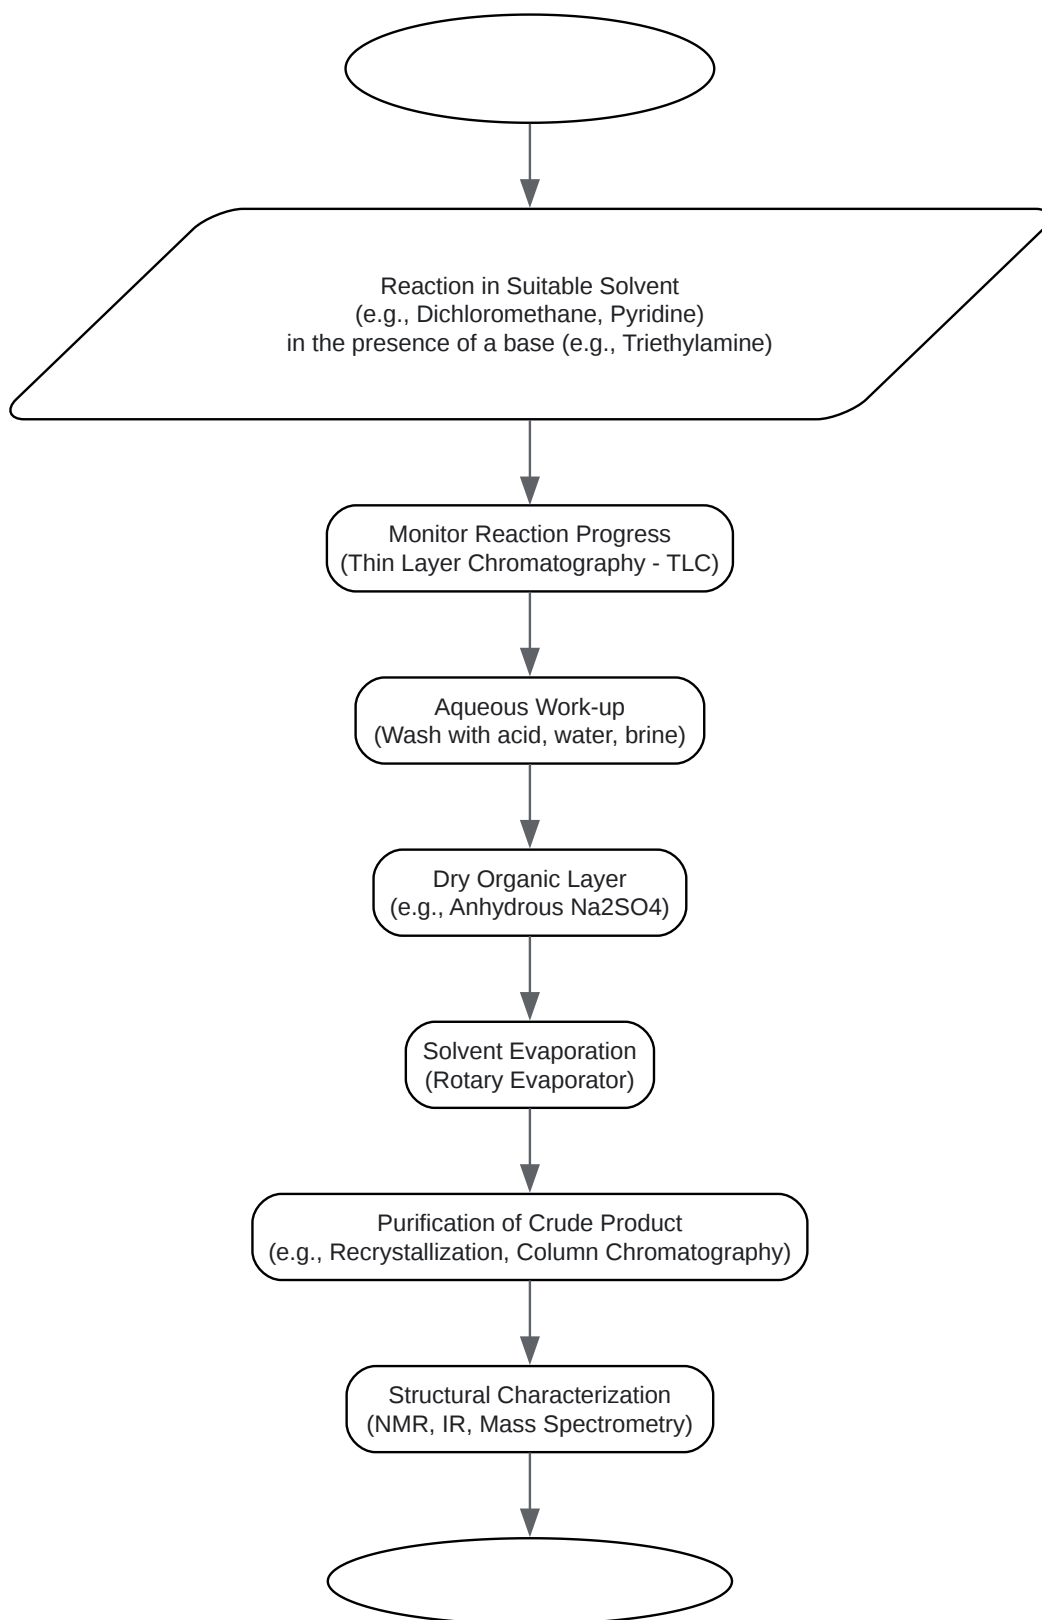 Reaction in Suitable Solvent
(e.g., Dichloromethane, Pyridine)
in the presence of a base (e.g., Triethylamine)
Monitor Reaction Progress
(Thin Layer Chromatography - TLC)
Aqueous Work-up
(Wash with acid, water, brine)
Dry Organic Layer
(e.g., Anhydrous Na2SO4)
Solvent Evaporation
(Rotary Evaporator)
Purification of Crude Product
(e.g., Recrystallization, Column Chromatography)
Structural Characterization
(NMR, IR, Mass Spectrometry)